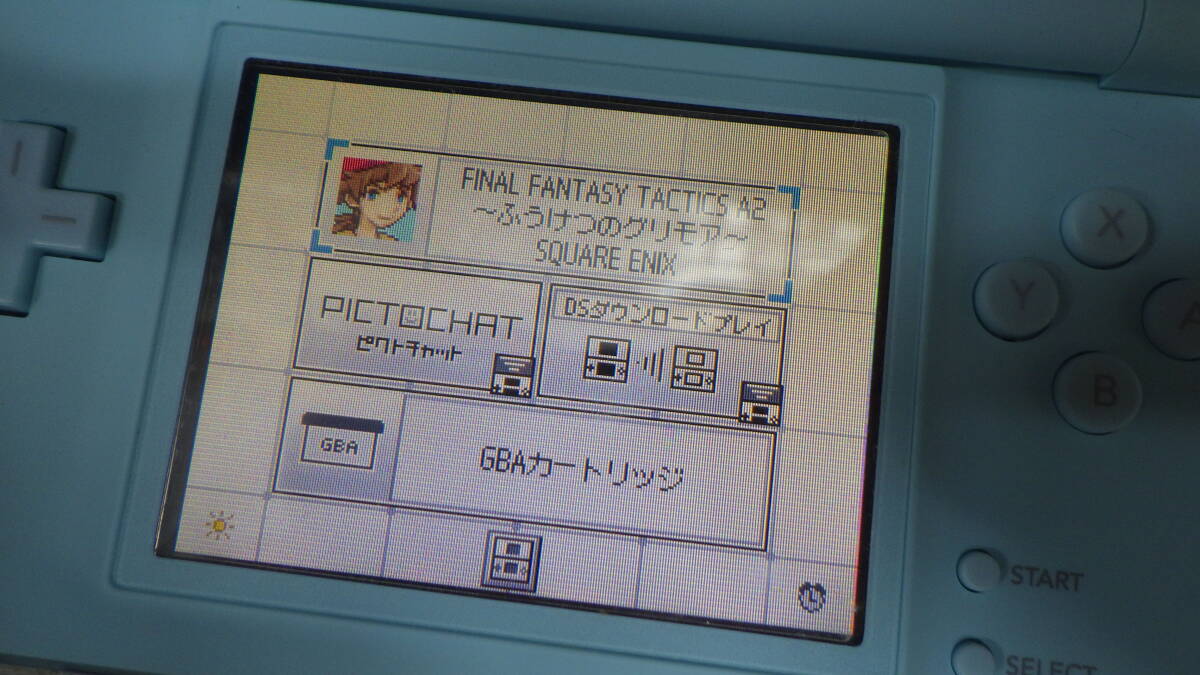 FINAL FANTASY TACTICS A2
～ふうけつのグリモア～
SQUARE ENIX
PICTOCHAT
ピクトチャット
DSダウンロードプレイ
GBA
GBAカートリッジ
X
Y
A
B
START
SELECT